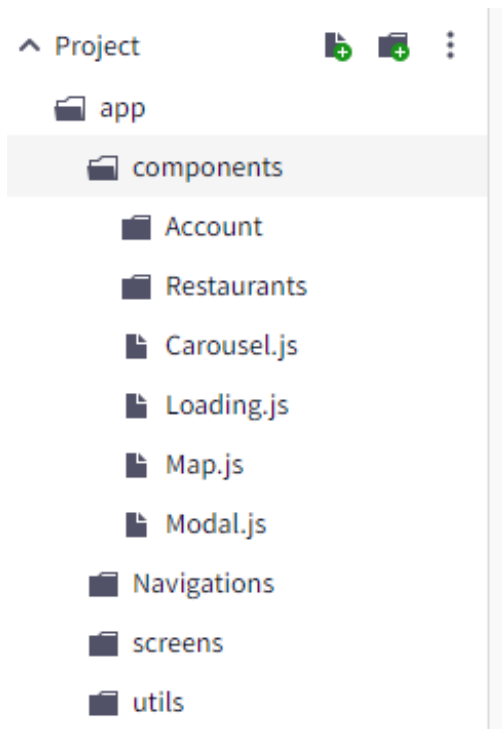 Project
app
components
Account
Restaurants
Carousel.js
Loading.js
Map.js
Modal.js
Navigations
screens
utils